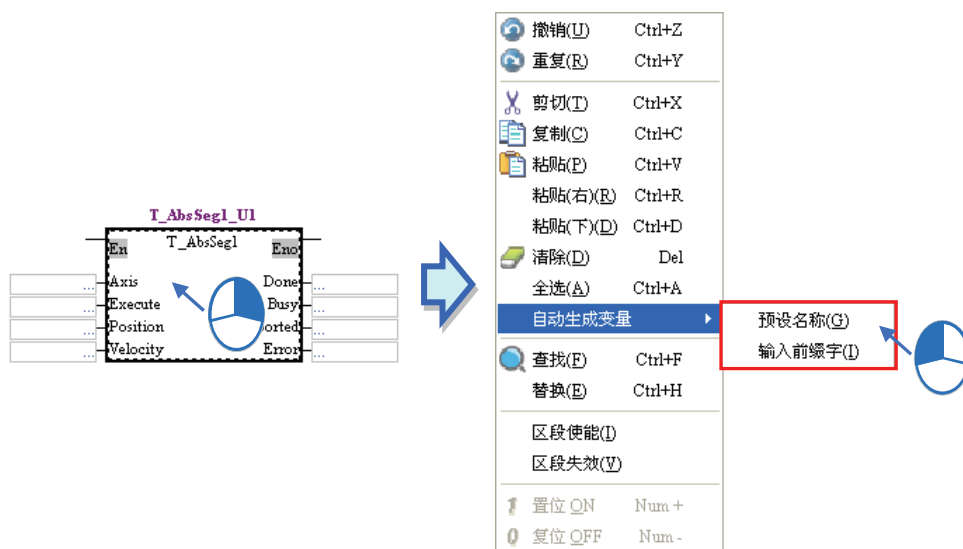 T_AbsSeg1_U1
T_AbsSeg1
En
Eno
Axis
Done
...
...
Execute
Busy
...
...
Position
orted
...
...
Velocity
Error
...
...
撤销(U) Ctrl+Z
重复(R) Ctrl+Y
剪切(T) Ctrl+X
复制(C) Ctrl+C
粘贴(P) Ctrl+V
粘贴(右)(R) Ctrl+R
粘贴(下)(D) Ctrl+D
清除(D) Del
全选(A) Ctrl+A
自动生成变量
预设名称(G)
输入前缀字(I)
查找(F) Ctrl+F
替换(E) Ctrl+H
区段使能(I)
区段失效(V)
1 置位 ON Num +
0 复位 OFF Num -